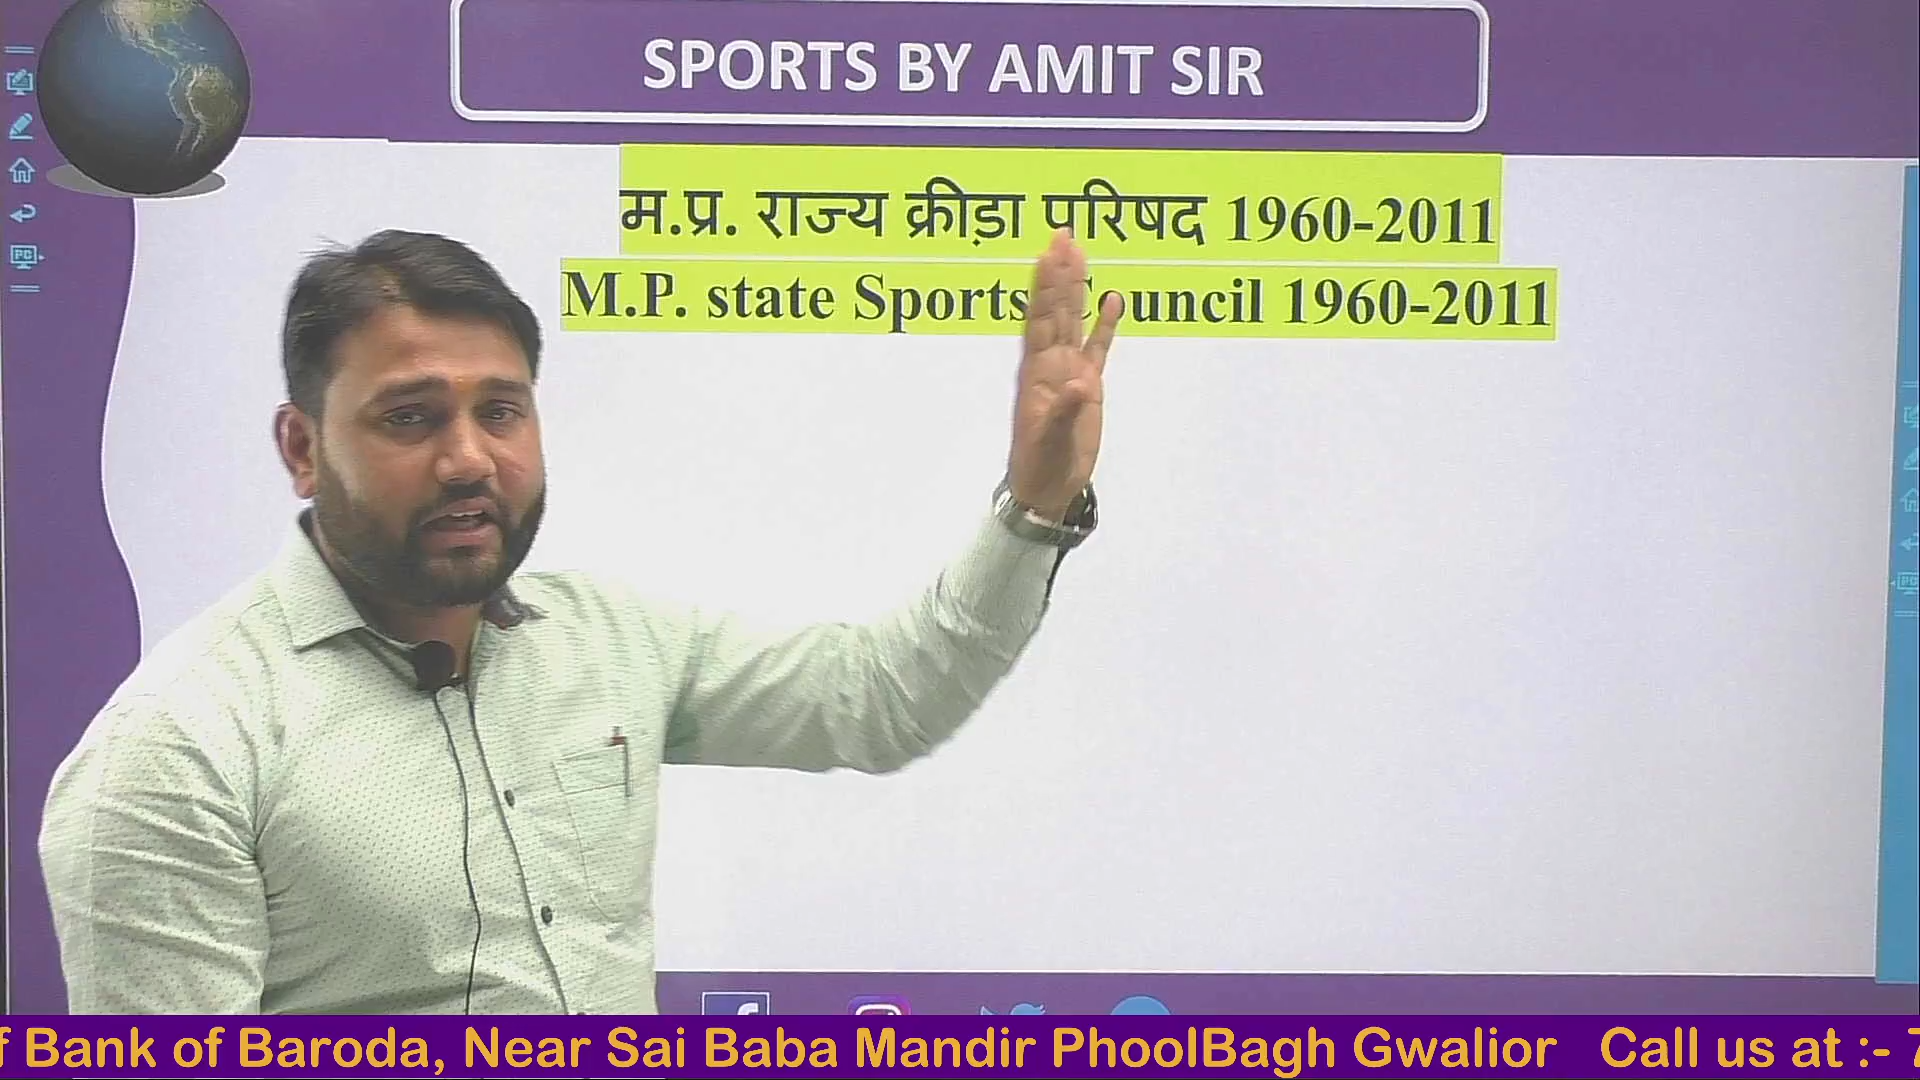 SPORTS BY AMIT SIR
म.प्र. राज्य क्रीड़ा परिषद 1960-2011
M.P. state Sports Council 1960-2011
f Bank of Baroda, Near Sai Baba Mandir PhoolBagh Gwalior Call us at :- 7